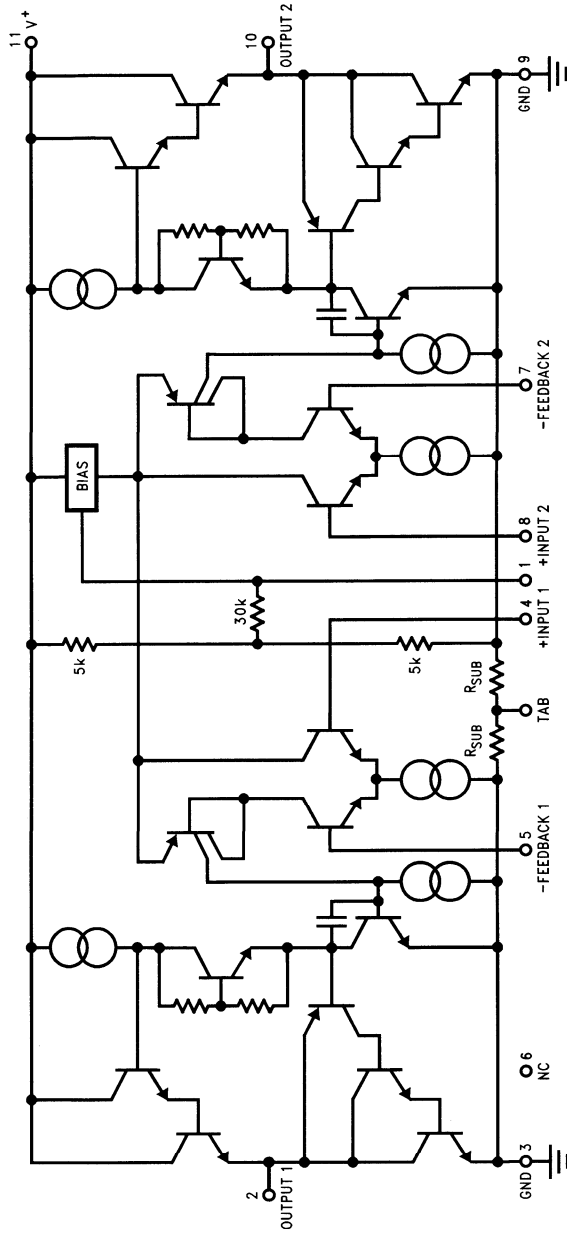 11 V+
10
OUTPUT 2
9
GND
BIAS
7
-FEEDBACK 2
8
+INPUT 2
1
30k
4
+INPUT 1
5k
5k
RSUB
TAB
RSUB
5
-FEEDBACK 1
6
NC
2
OUTPUT 1
3
GND